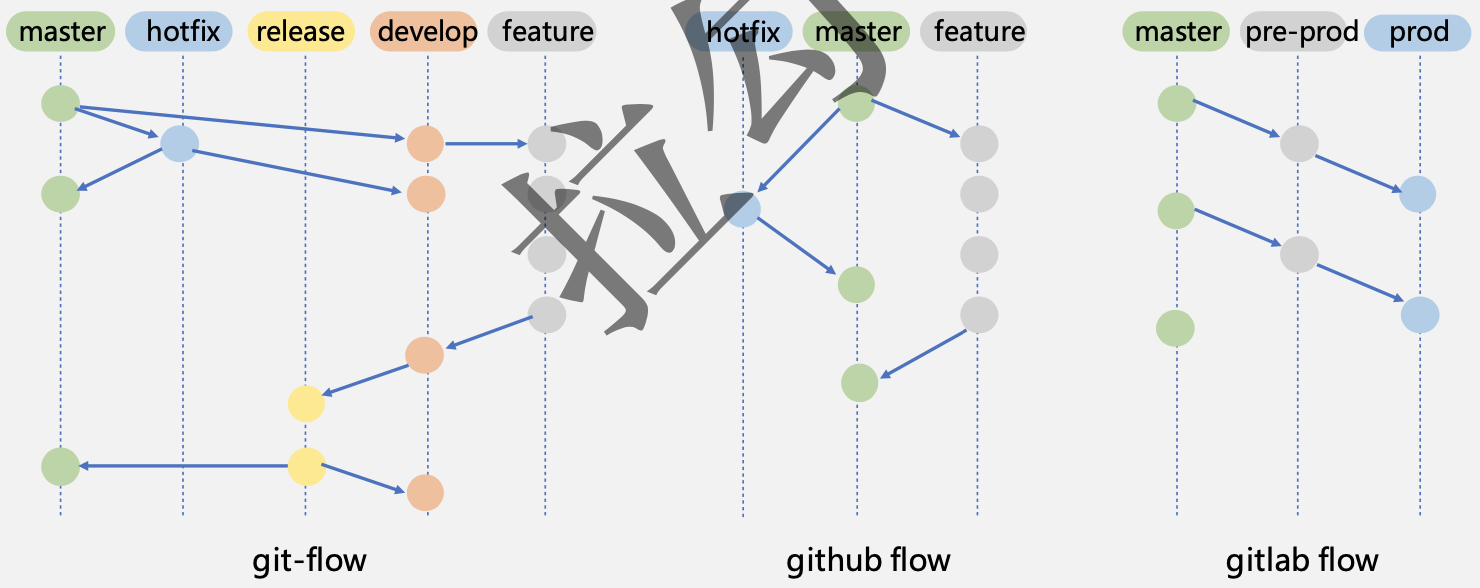 master hotfix release develop feature
hotfix master feature
master pre-prod prod
git-flow
github flow
gitlab flow